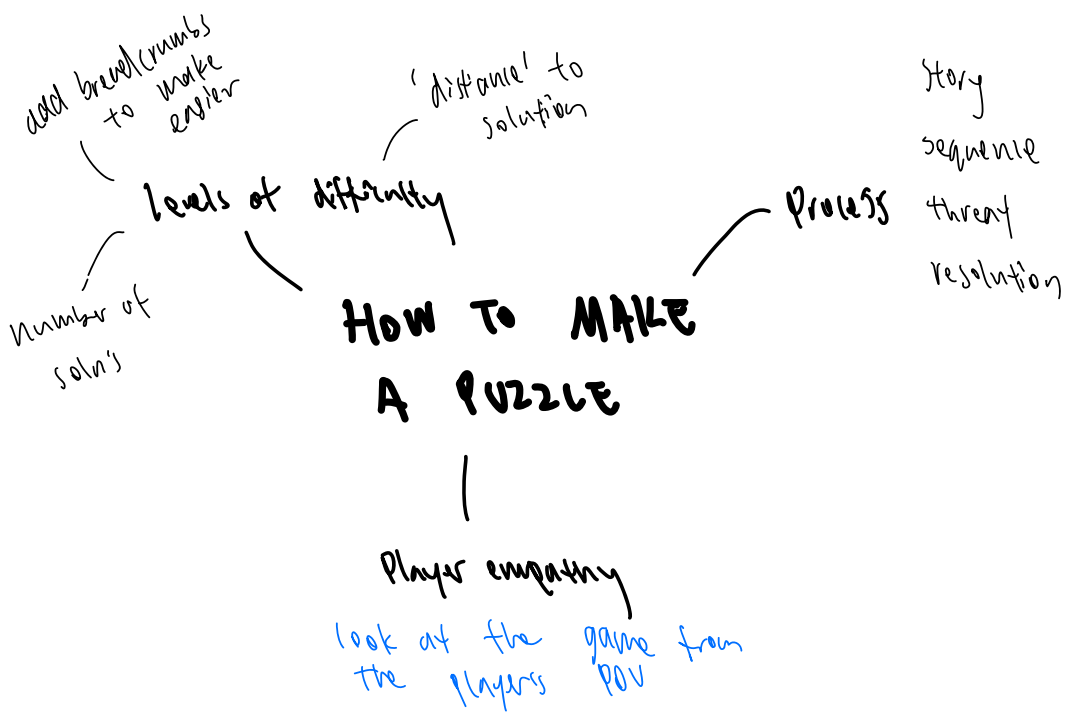 add breadcrumbs
to make
easier
'distance' to
solution
levels of difficulty
number of
soln's
Process
story
sequence
threat
resolution
HOW TO MAKE
A PUZZLE
Player empathy
look at the game from
the players POV